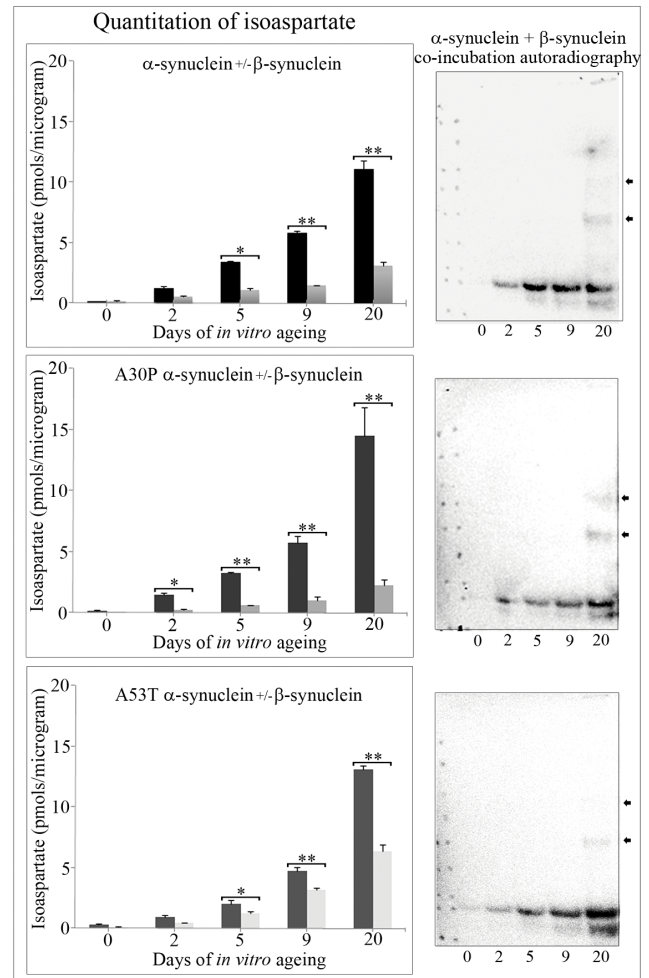 Quantitation of isoaspartate
α-synuclein +/-β-synuclein
Isoaspartate (pmols/microgram)
20
15
10
5
0
* ** **
0 2 5 9 20
Days of in vitro ageing
α-synuclein + β-synuclein
co-incubation autoradiography
0 2 5 9 20
A30P α-synuclein +/-β-synuclein
Isoaspartate (pmols/microgram)
20
15
10
5
0
* ** ** **
0 2 5 9 20
Days of in vitro ageing
0 2 5 9 20
A53T α-synuclein +/-β-synuclein
Isoaspartate (pmols/microgram)
20
15
10
5
0
* ** **
0 2 5 9 20
Days of in vitro ageing
0 2 5 9 20